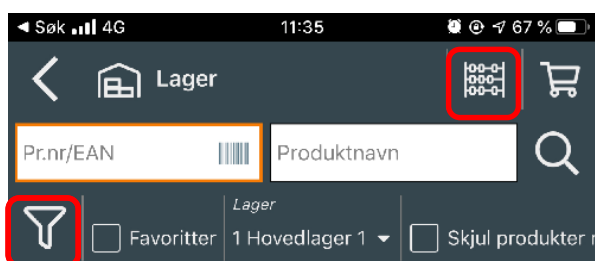 Søk 4G 11:35 67 %
Lager
Pr.nr/EAN Produktnavn
Lager
Favoritter 1 Hovedlager 1 Skjul produkter